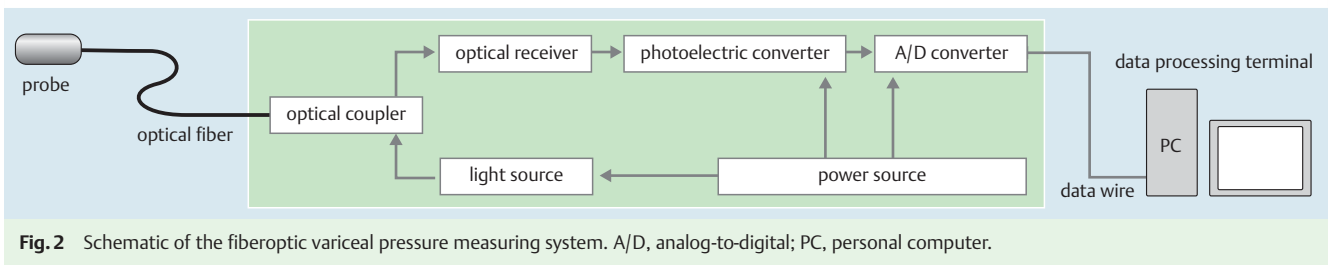 probe
optical fiber
optical coupler
optical receiver
photoelectric converter
A/D converter
light source
power source
data processing terminal
PC
data wire
Fig. 2 Schematic of the fiberoptic variceal pressure measuring system. A/D, analog-to-digital; PC, personal computer.